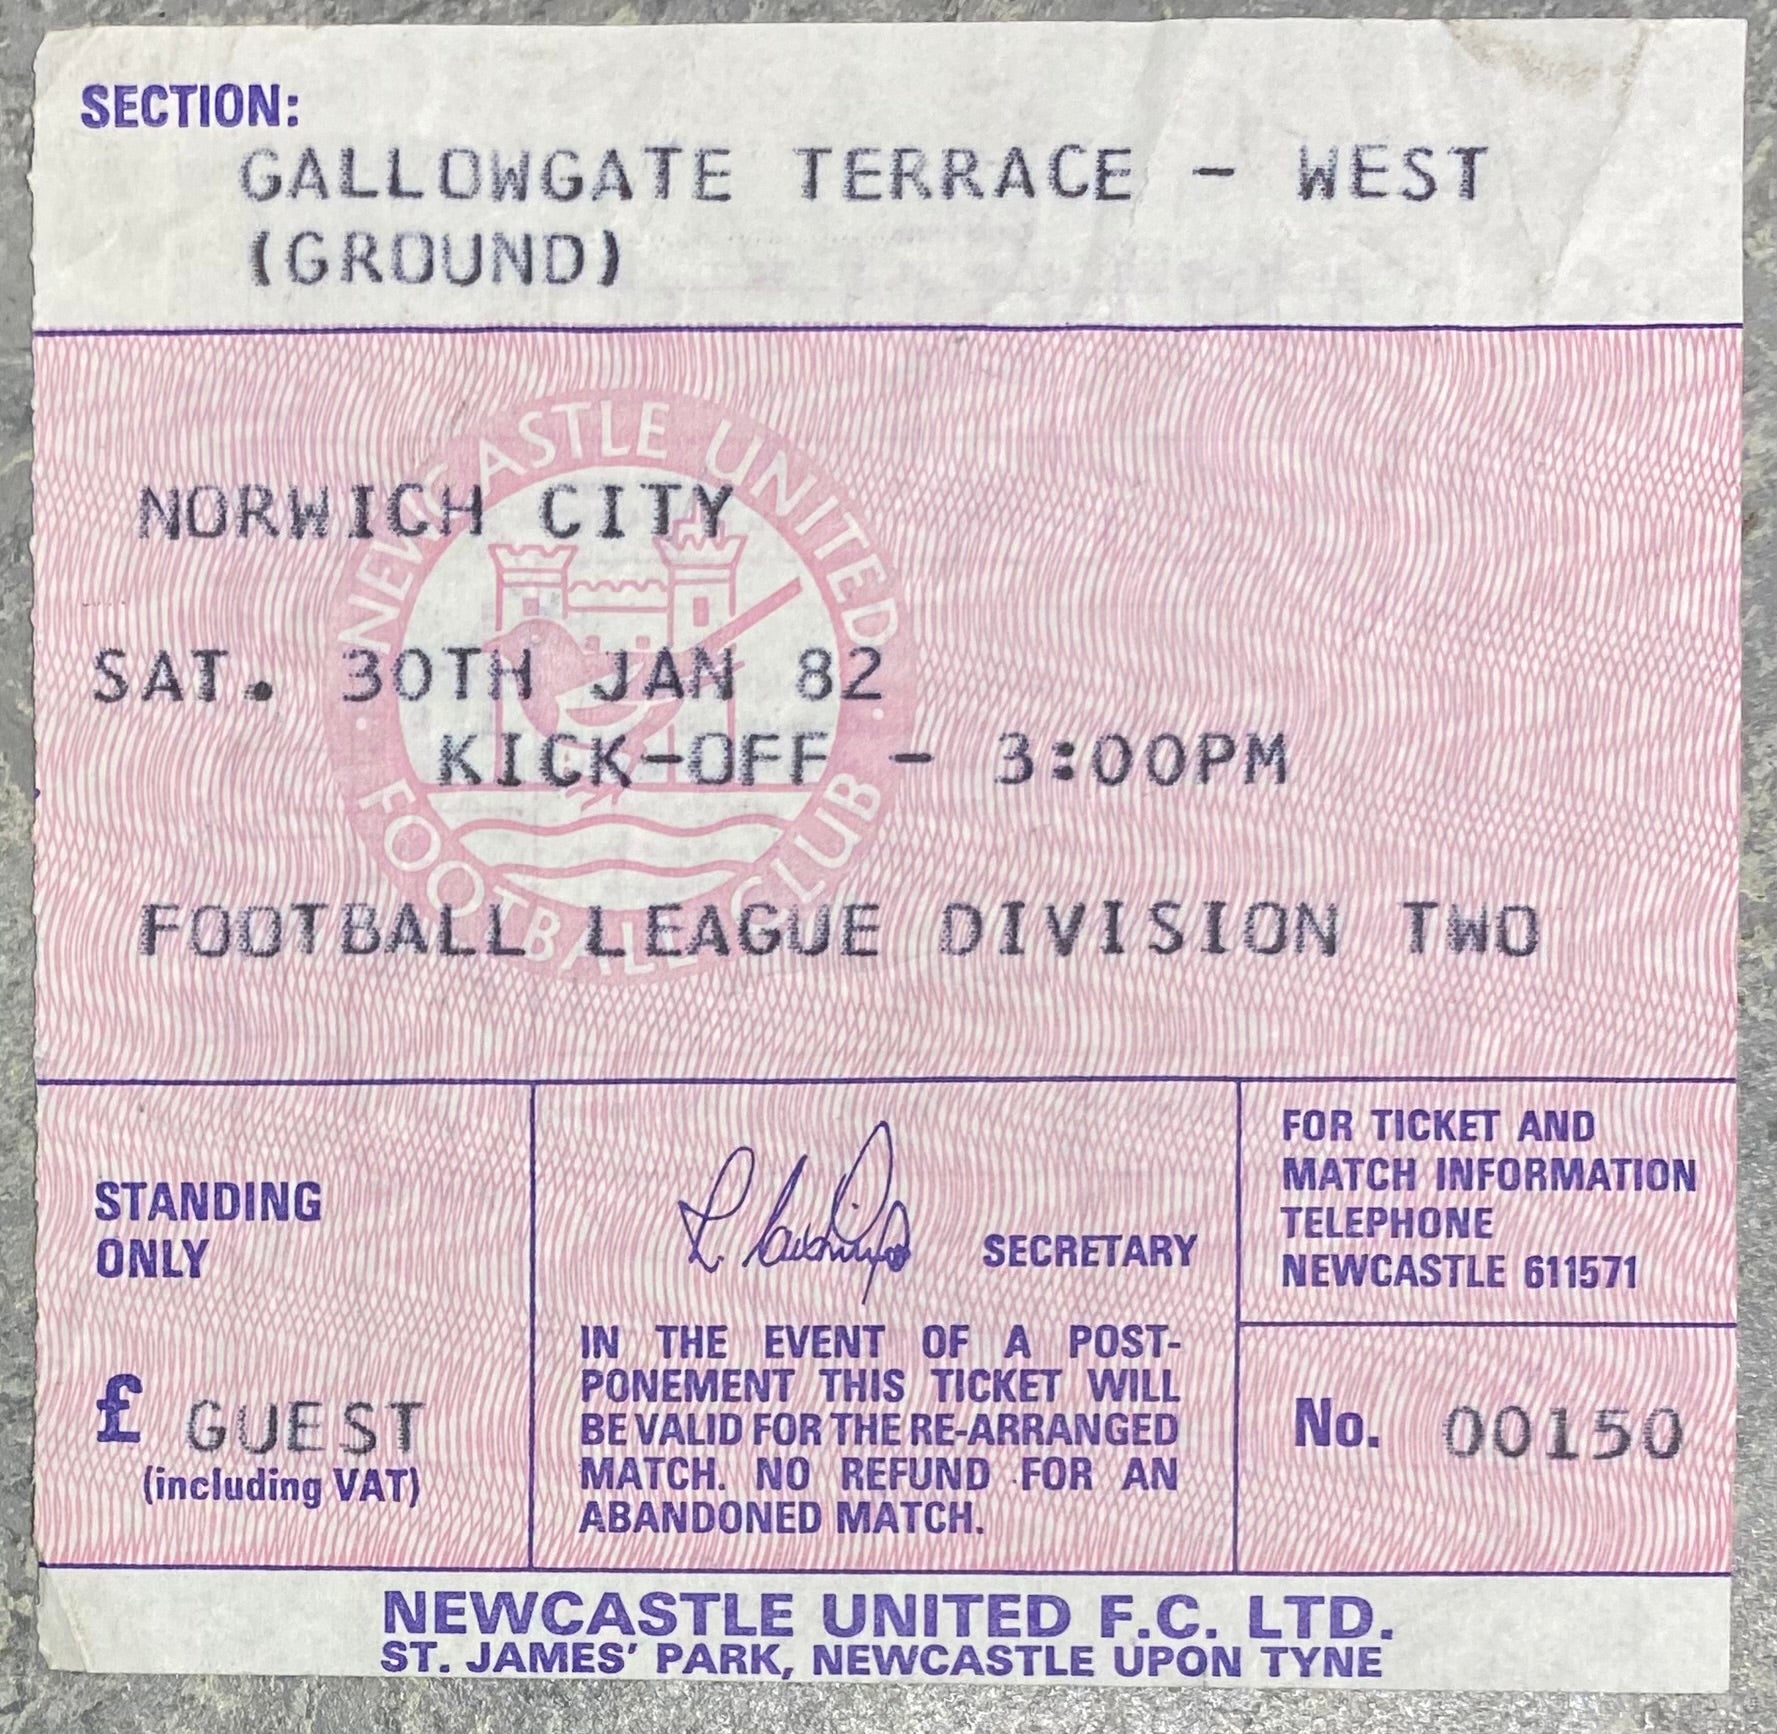 SECTION:
GALLOWGATE TERRACE - WEST
(GROUND)
NEWCASTLE UNITED
NORWICH CITY
SAT. 30TH JAN 82
KICK-OFF - 3:00PM
FOOTBALL CLUB
FOOTBALL LEAGUE DIVISION TWO
STANDING
ONLY
£ GUEST
(including VAT)
SECRETARY
IN THE EVENT OF A POST-
PONEMENT THIS TICKET WILL
BE VALID FOR THE RE-ARRANGED
MATCH. NO REFUND FOR AN
ABANDONED MATCH.
FOR TICKET AND
MATCH INFORMATION
TELEPHONE
NEWCASTLE 611571
No. 00150
NEWCASTLE UNITED F.C. LTD.
ST. JAMES' PARK, NEWCASTLE UPON TYNE